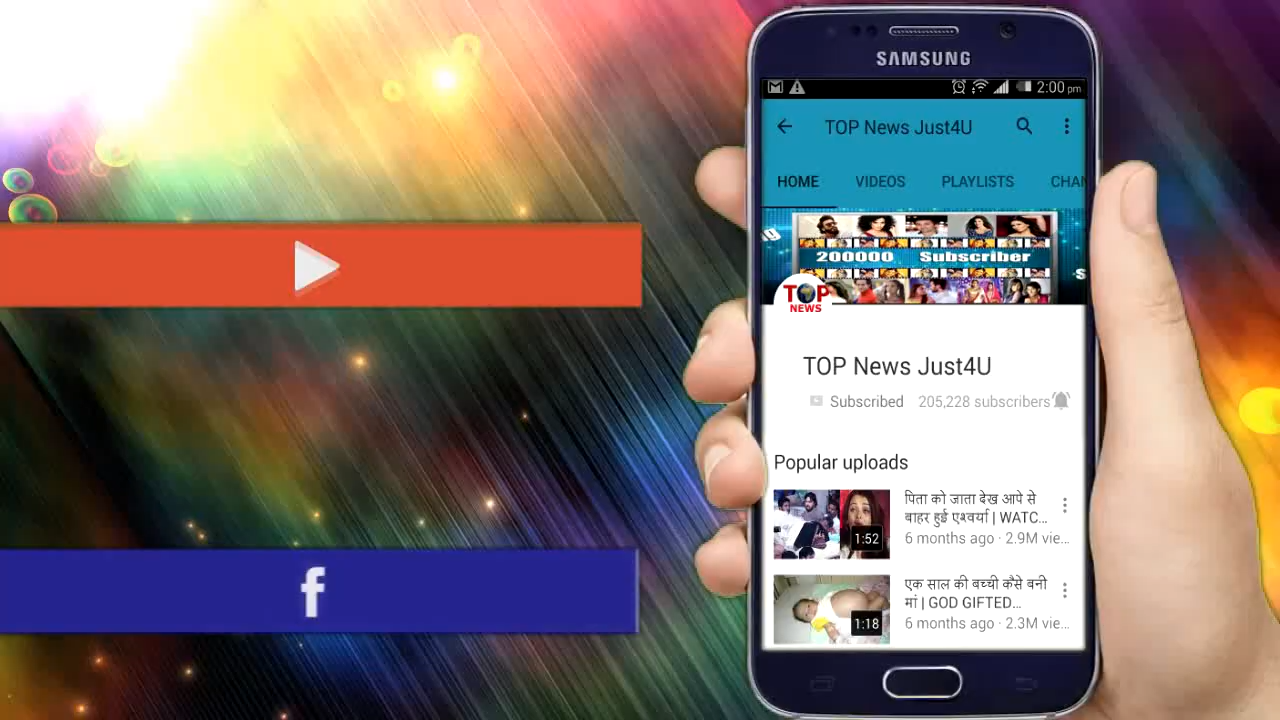 f
SAMSUNG
2:00 pm
TOP News Just4U
HOME VIDEOS PLAYLISTS CHAN
200000 Subscriber
TOP
NEWS
TOP News Just4U
Subscribed 205,228 subscribers
Popular uploads
पिता को जाता देख आपे से
बाहर हुई एश्वर्या | WATC...
6 months ago · 2.9M vie...
1:52
एक साल की बच्ची कैसे बनी
मां | GOD GIFTED...
6 months ago · 2.3M vie...
1:18